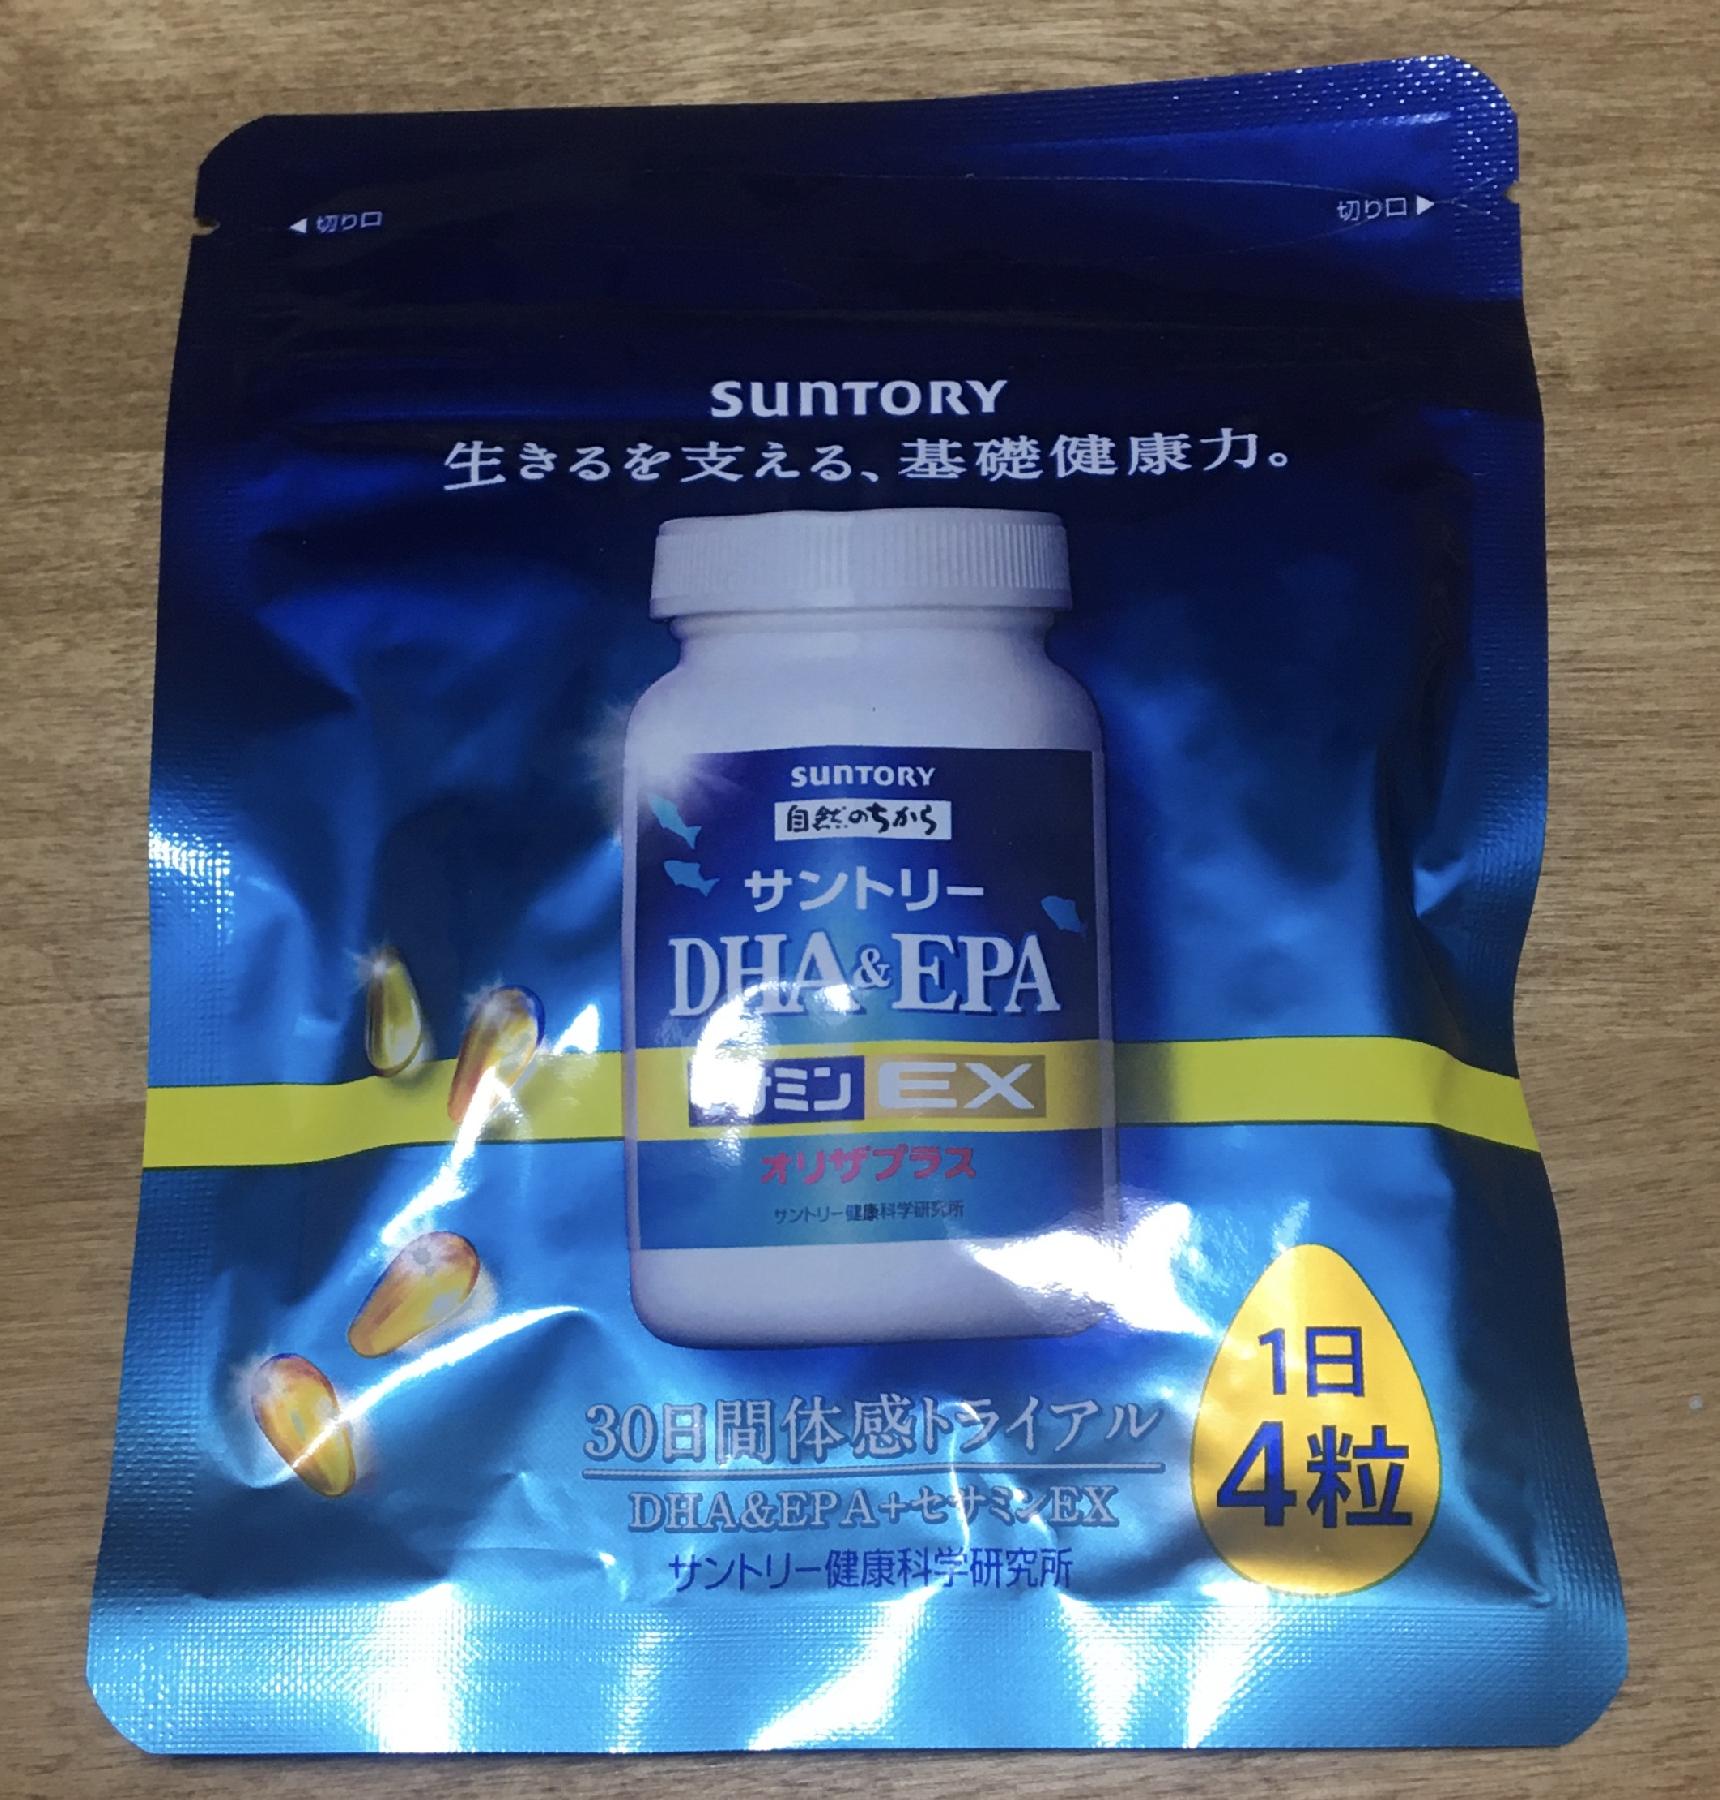 切り口
切り口
SUNTORY
生きるを支える、基礎健康力。
SUNTORY
自然のちから
サントリー
DHA&EPA
サミン EX
オリザプラス
サントリー健康科学研究所
1日
4粒
30日間体感トライアル
DHA&EPA+セサミンEX
サントリー健康科学研究所